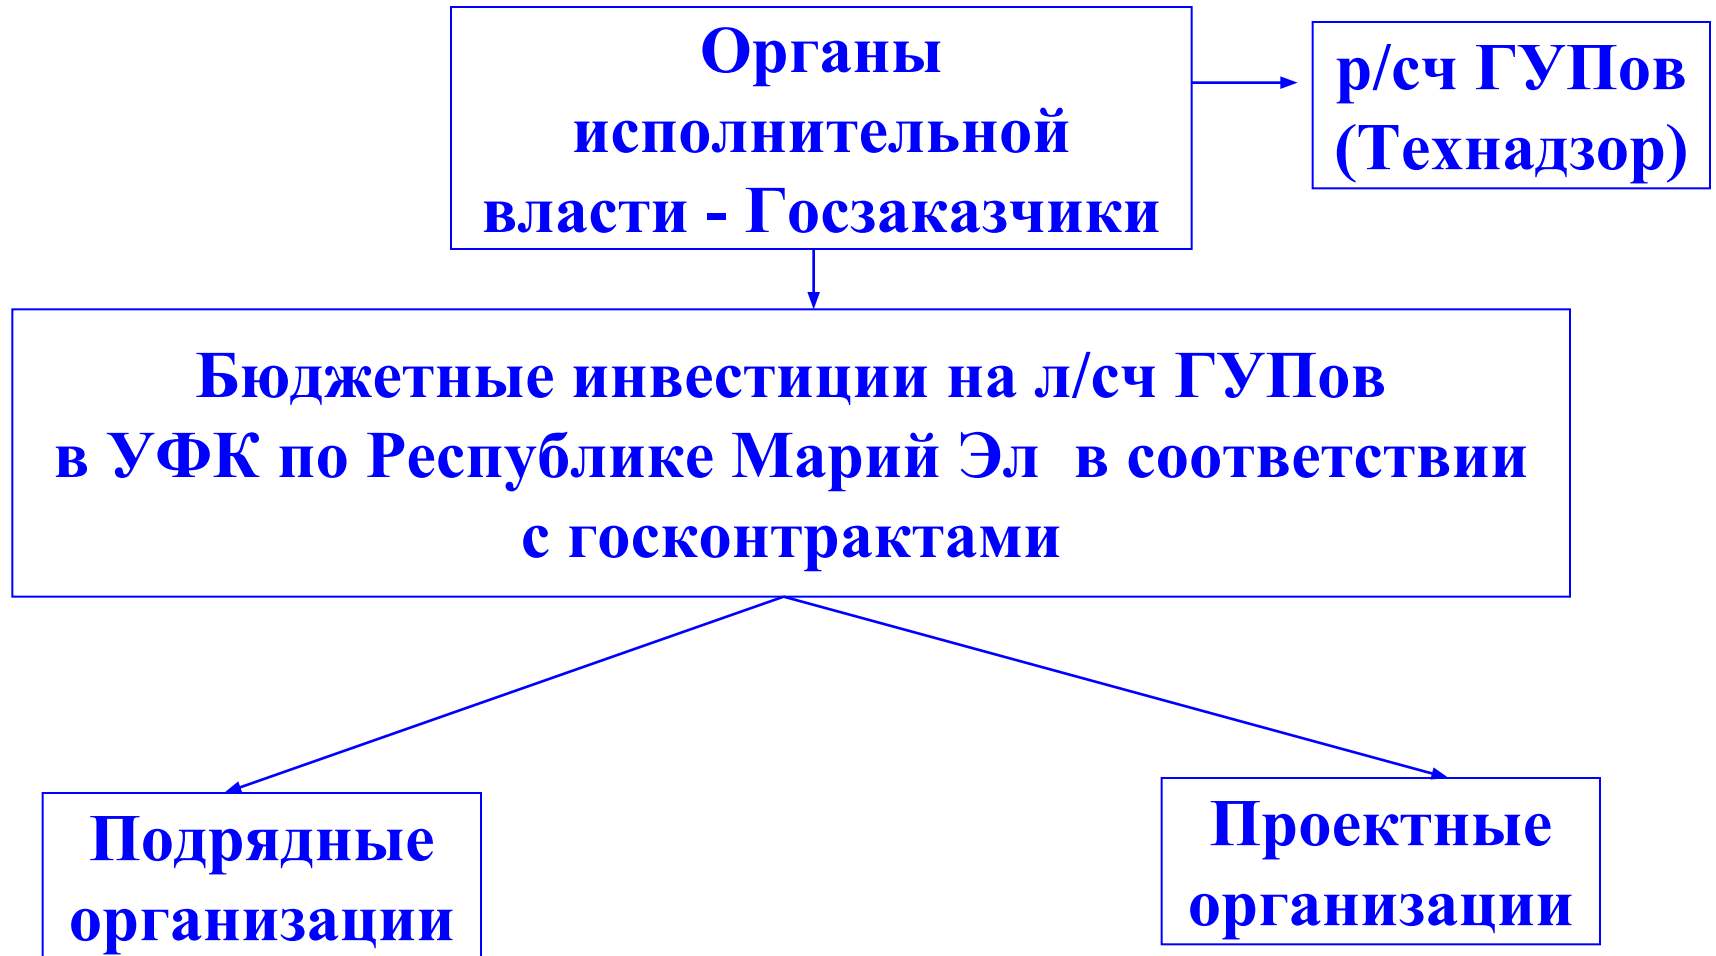 Органы
исполнительной
власти - Госзаказчики
р/сч ГУПов
(Технадзор)
Бюджетные инвестиции на л/сч ГУПов
в УФК по Республике Марий Эл  в соответствии
с госконтрактами
Подрядные
организации
Проектные
организации